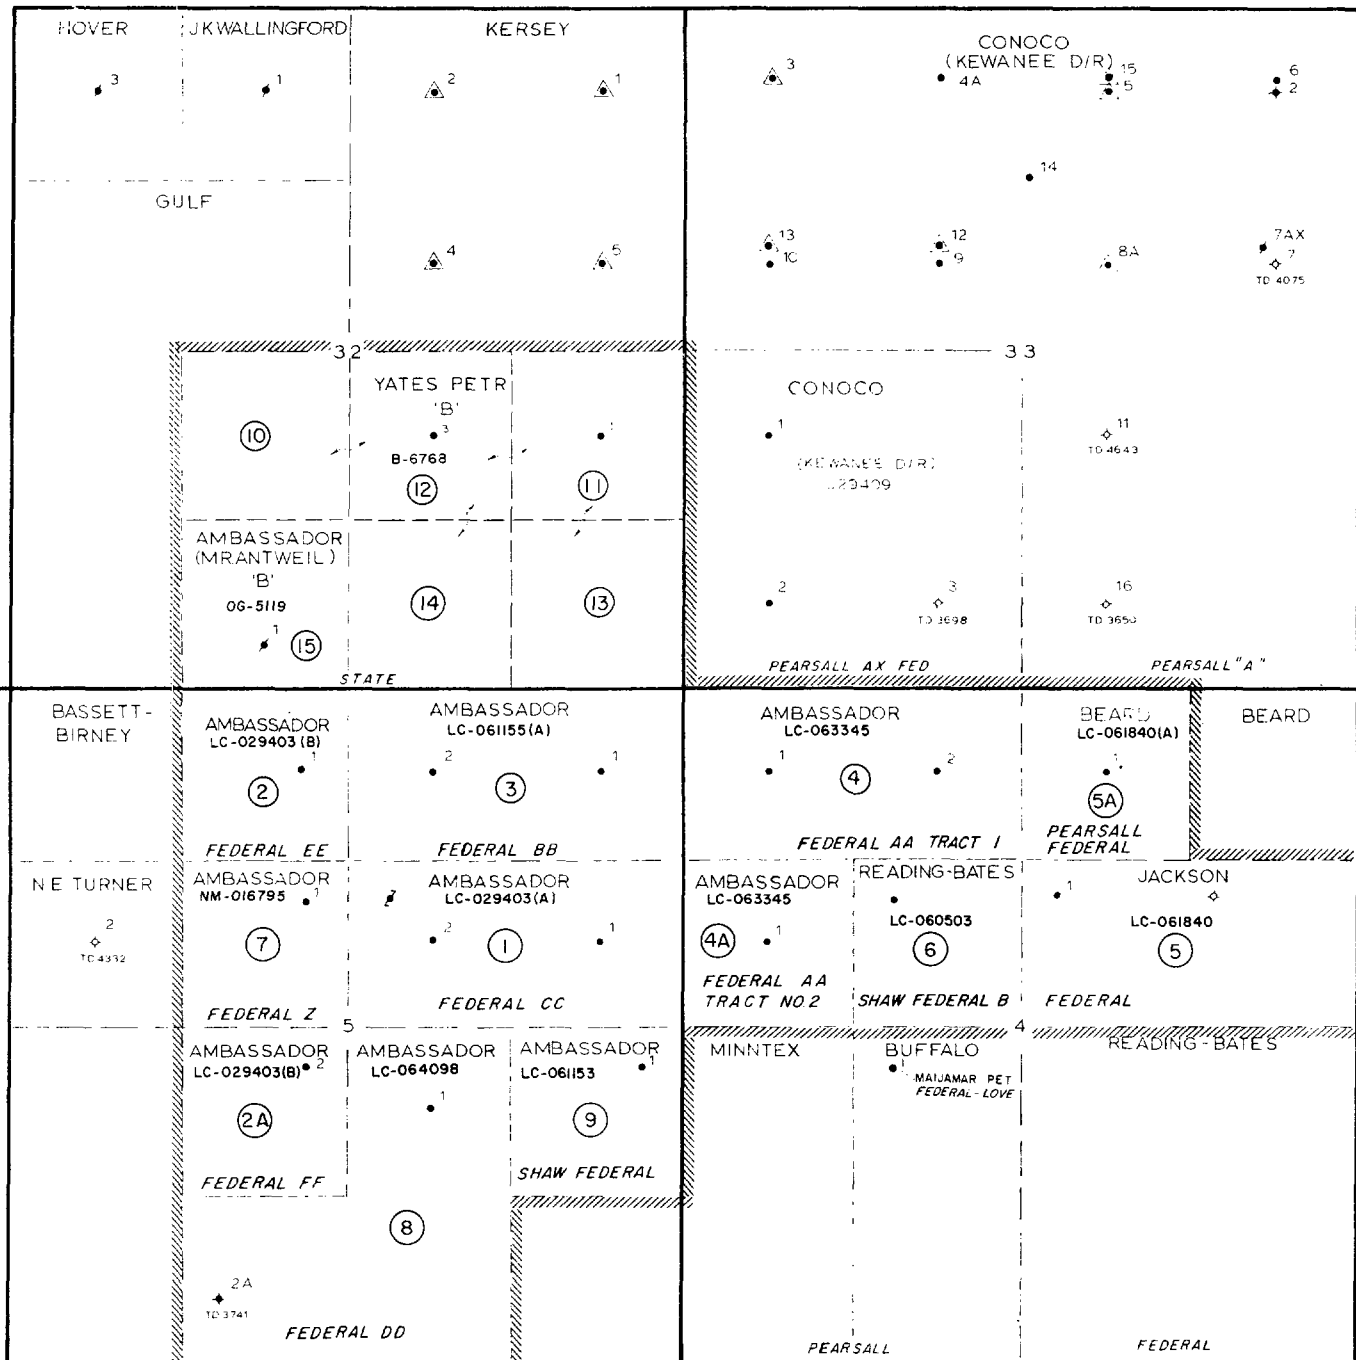 HOVER
3
J K WALLINGFORD
1
KERSEY
2
1
4
5
GULF
CONOCO
(KEWANEE D/R)
3
4A
15
5
6
2
14
13
10
12
9
8A
7AX
7
TD 4075
32
33
YATES PETR
'B'
3
B-6768
10
12
1
11
AMBASSADOR
(MRANTWEIL)
'B'
OG-5119
1
15
14
13
STATE
CONOCO
1
(KEWANEE D/R)
11
TD 4643
2
3
TD 3698
16
TD 3650
PEARSALL AX FED
PEARSALL "A"
BASSETT-
BIRNEY
AMBASSADOR
LC-029403 (B)
1
2
FEDERAL EE
AMBASSADOR
LC-061155(A)
2
3
1
FEDERAL BB
AMBASSADOR
LC-063345
1
4
2
FEDERAL AA TRACT 1
BEARD
LC-061840(A)
1
5A
PEARSALL
FEDERAL
BEARD
N E TURNER
2
TD 4332
AMBASSADOR
NM-016795
1
7
FEDERAL Z
AMBASSADOR
LC-029403(A)
2
1
1
FEDERAL CC
AMBASSADOR
LC-063345
4A
1
FEDERAL AA
TRACT NO.2
READING-BATES
LC-060503
6
SHAW FEDERAL B
JACKSON
1
LC-061840
5
FEDERAL
5
4
AMBASSADOR
LC-029403(B)
2
2A
FEDERAL FF
AMBASSADOR
LC-064098
1
8
2A
TD 3741
FEDERAL DD
AMBASSADOR
LC-061153
1
9
SHAW FEDERAL
MINNTEX
BUFFALO
1
MALJAMAR PET
FEDERAL-LOVE
READING-BATES
PEARSALL
FEDERAL